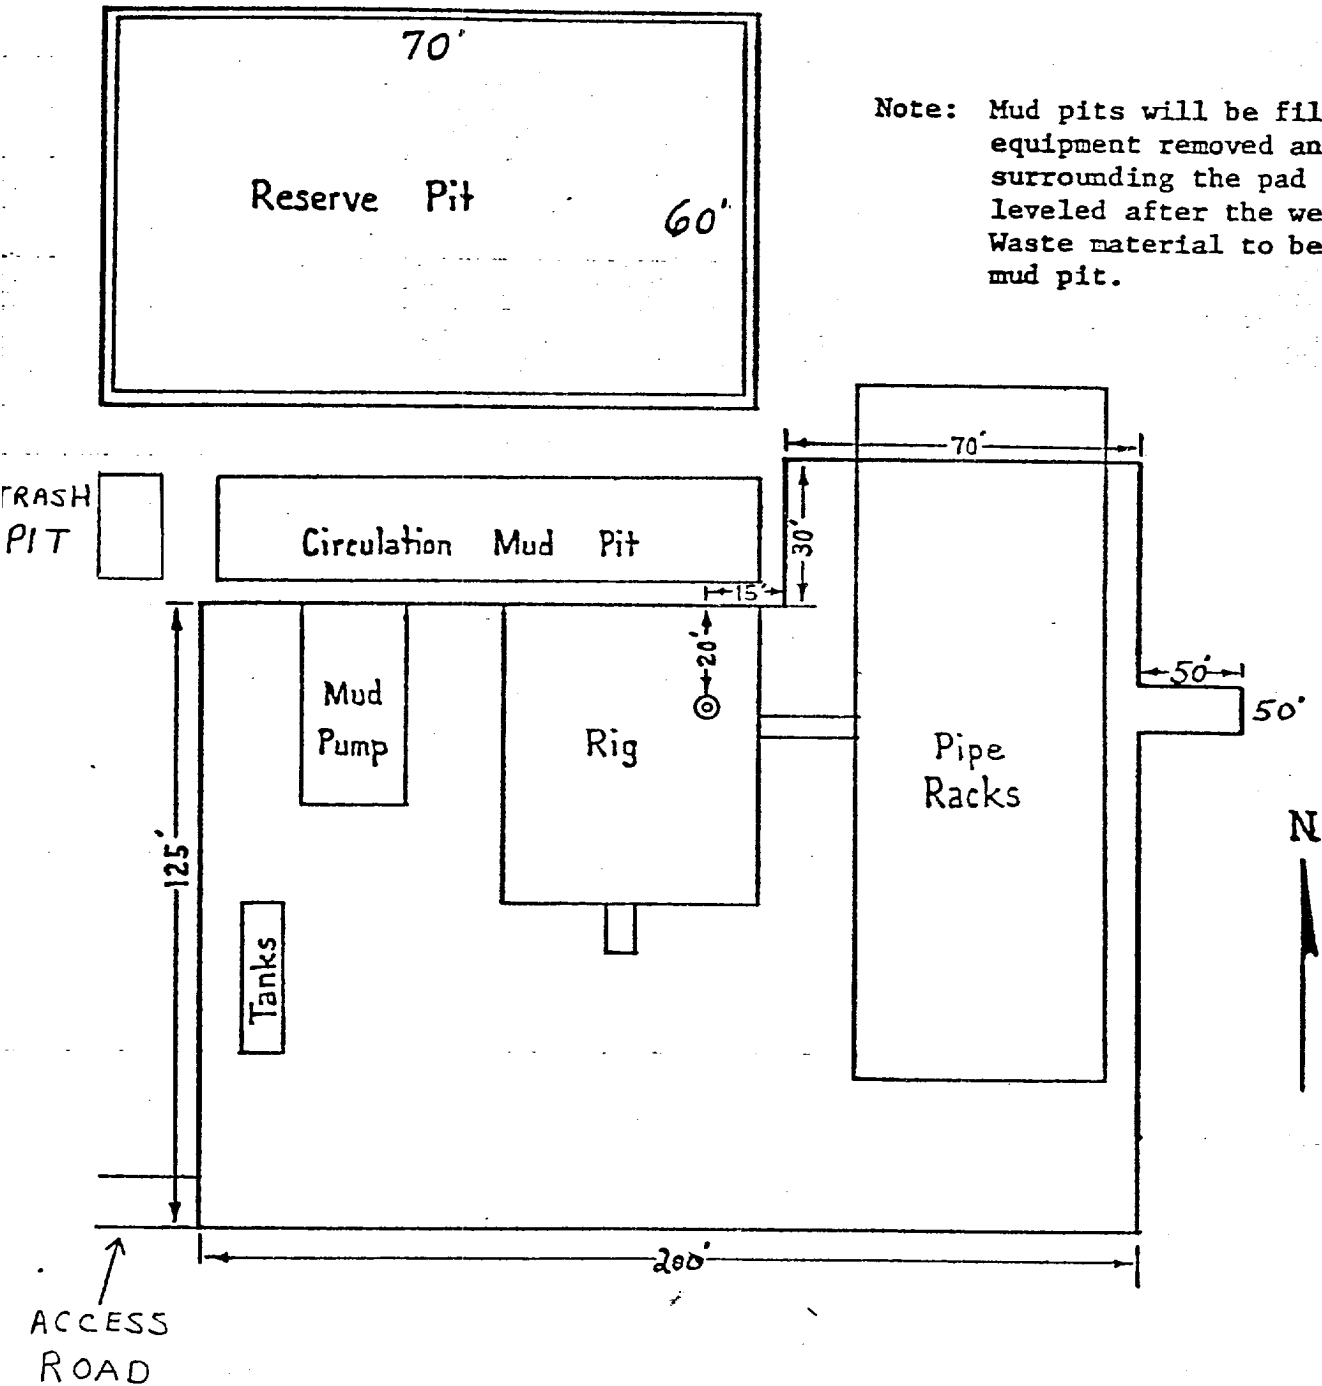 70'
Reserve Pit
60'
Note: Mud pits will be fil
equipment removed an
surrounding the pad
leveled after the we
Waste material to be
mud pit.
70'
TRASH
PIT
Circulation Mud Pit
30'
15'
20'
Mud
Pump
Rig
Pipe
Racks
50'
50'
N
125'
Tanks
200'
ACCESS
ROAD